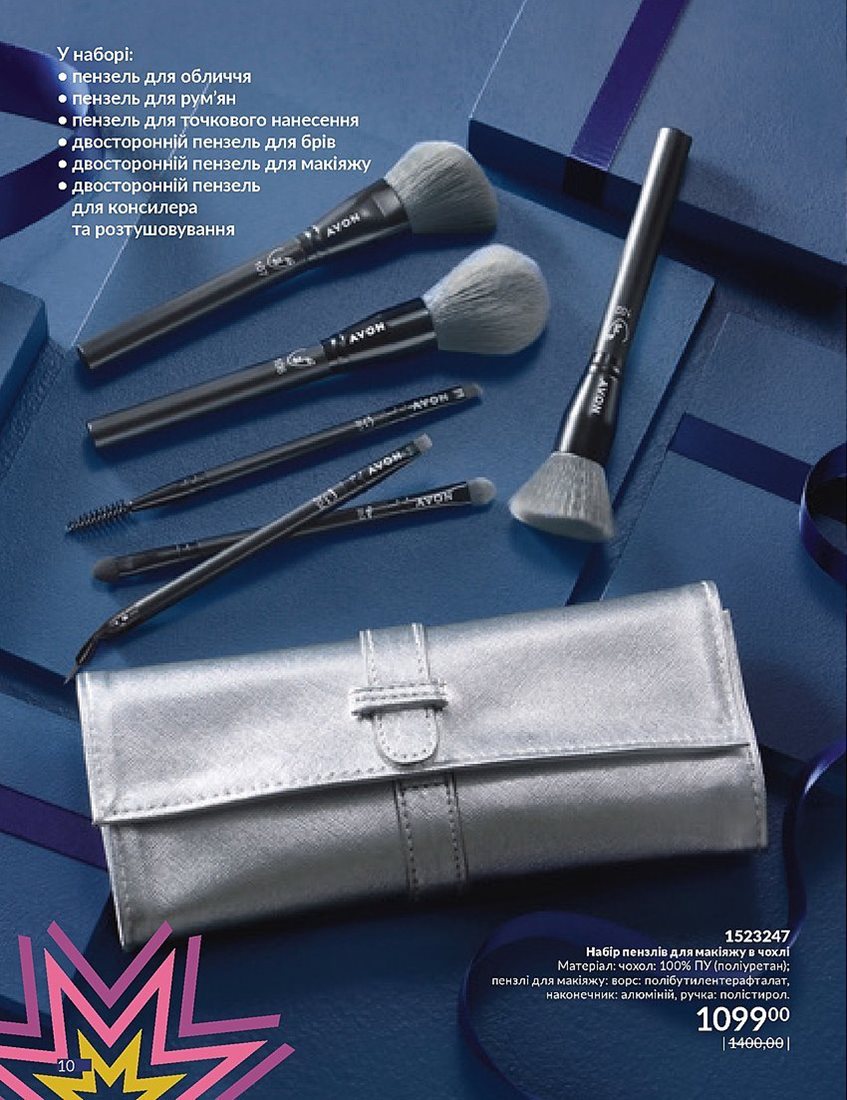 У наборі:
• пензель для обличчя
• пензель для рум’ян
• пензель для точкового нанесення
• двосторонній пензель для брів
• двосторонній пензель для макіяжу
• двосторонній пензель
для консилера
та розтушовування
AVON
AVON
AVON
AVON
AVON
AVON
1523247
Набір пензлів для макіяжу в чохлі
Матеріал: чохол: 100% ПУ (поліуретан);
пензлі для макіяжу: ворс: полібутилентерафталат,
наконечник: алюміній, ручка: полістирол.
1099⁰⁰
| 1400,00 |
10